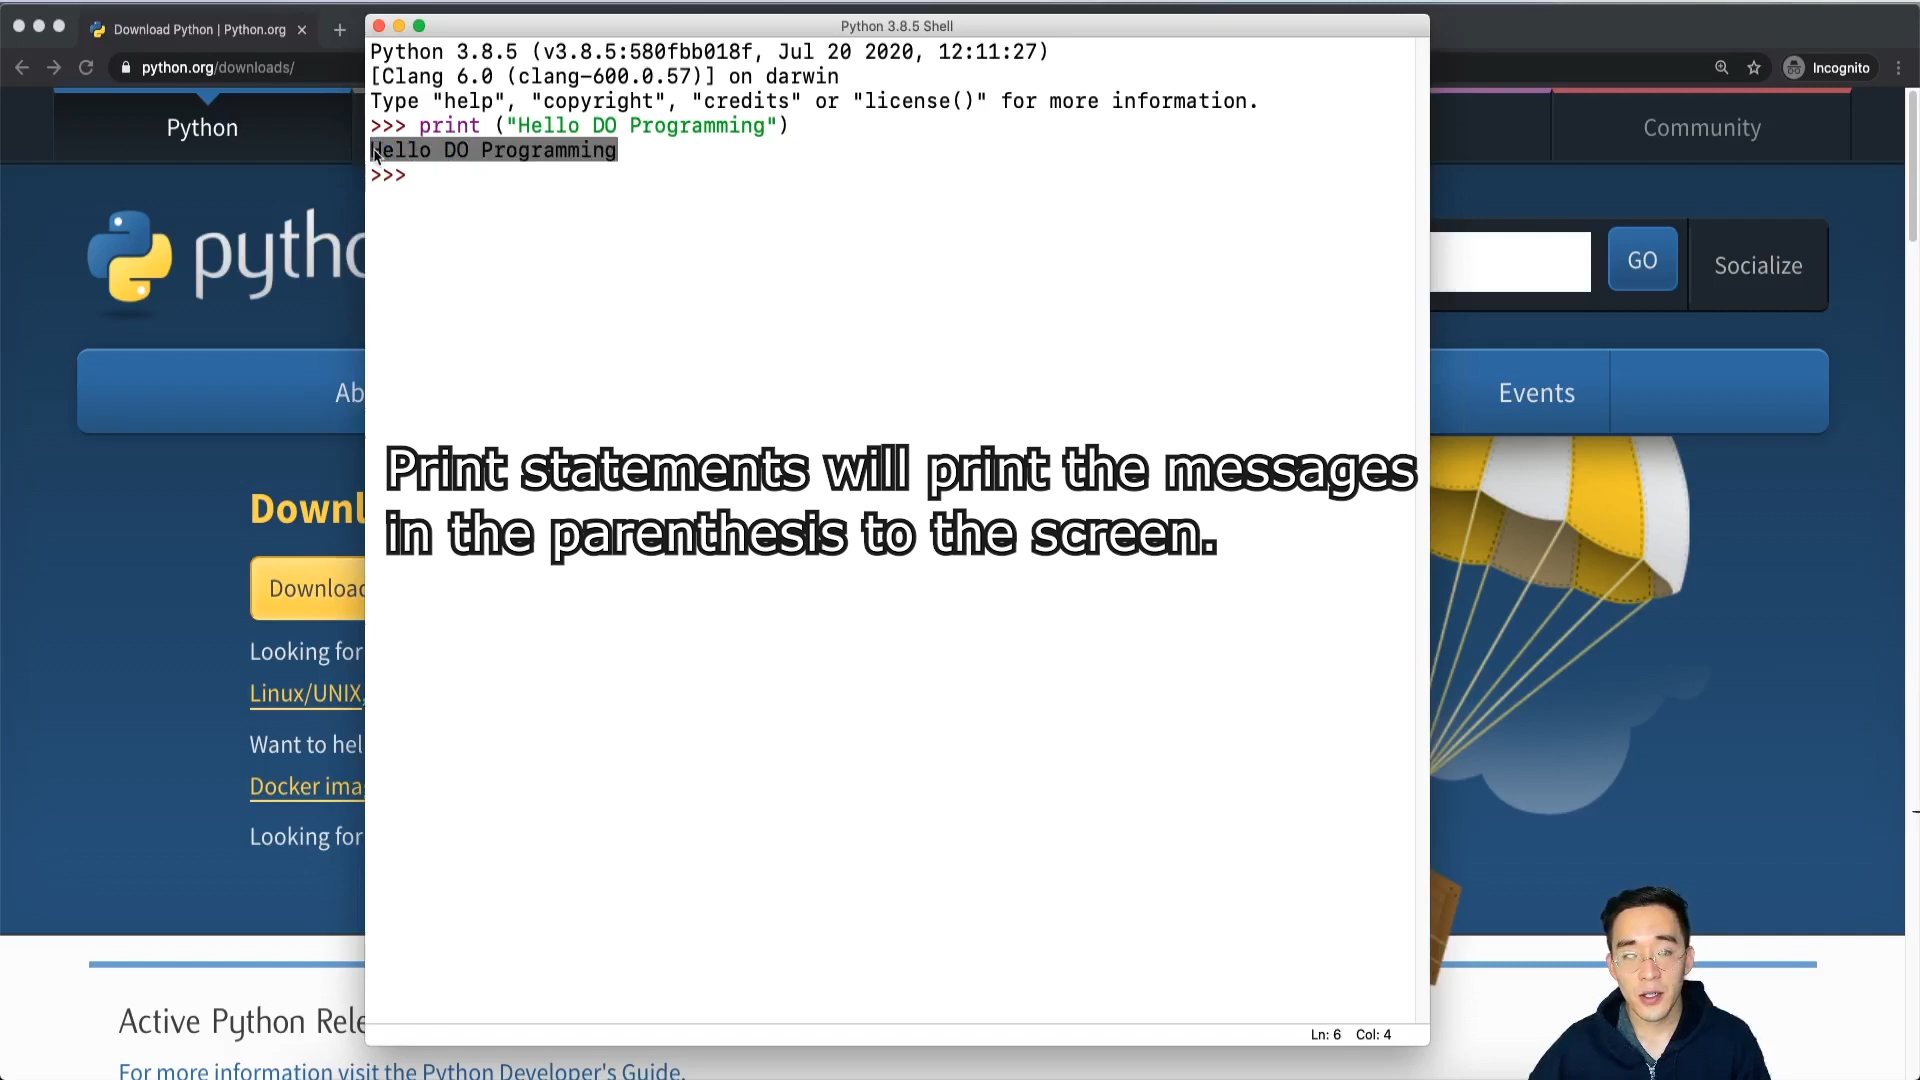 Download Python | Python.org
Python 3.8.5 Shell
python.org/downloads/
Incognito
Python 3.8.5 (v3.8.5:580fbb018f, Jul 20 2020, 12:11:27)
[Clang 6.0 (clang-600.0.57)] on darwin
Type "help", "copyright", "credits" or "license()" for more information.
>>> print ("Hello DO Programming")
Hello DO Programming
>>>
Python
Community
pytho
GO
Socialize
Ab
Events
Print statements will print the messages
in the parenthesis to the screen.
Downl
Download
Looking for
Linux/UNIX,
Want to hel
Docker ima
Looking for
Ln: 6 Col: 4
Active Python Rele
For more information visit the Python Developer's Guide.